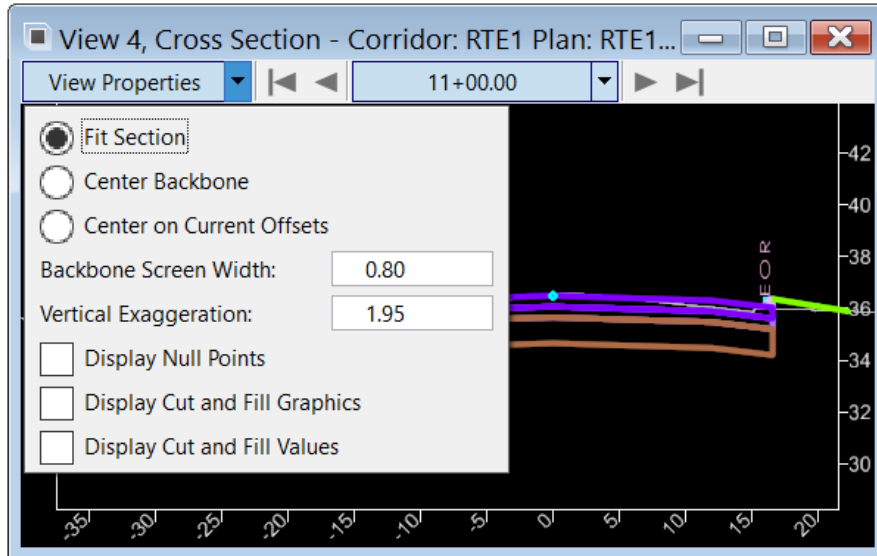 View 4, Cross Section - Corridor: RTE1 Plan: RTE1...
View Properties
11+00.00
Fit Section
Center Backbone
Center on Current Offsets
Backbone Screen Width: 0.80
Vertical Exaggeration: 1.95
Display Null Points
Display Cut and Fill Graphics
Display Cut and Fill Values
EOR
42
40
38
36
34
32
30
-35 -30 -25 -20 -15 -10 -5 0 5 10 15 20